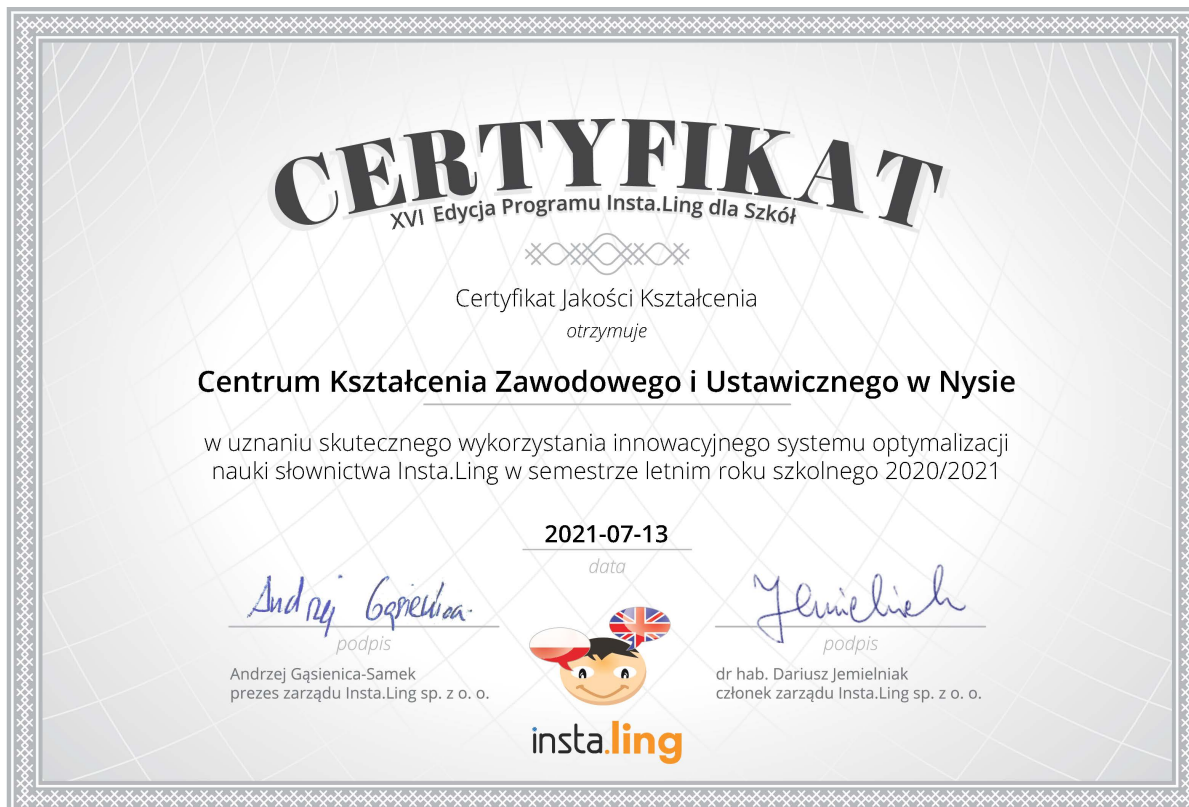 CERTYFIKAT
XVI Edycja Programu Insta.Ling dla Szkół
Certyfikat Jakości Kształcenia
otrzymuje
Centrum Kształcenia Zawodowego i Ustawicznego w Nysie
w uznaniu skutecznego wykorzystania innowacyjnego systemu optymalizacji
nauki słownictwa Insta.Ling w semestrze letnim roku szkolnego 2020/2021
2021-07-13
data
Andrzej Gąsienica
podpis
Andrzej Gąsienica-Samek
prezes zarządu Insta.Ling sp. z o. o.
Jemielniak
podpis
dr hab. Dariusz Jemielniak
członek zarządu Insta.Ling sp. z o. o.
insta.ling